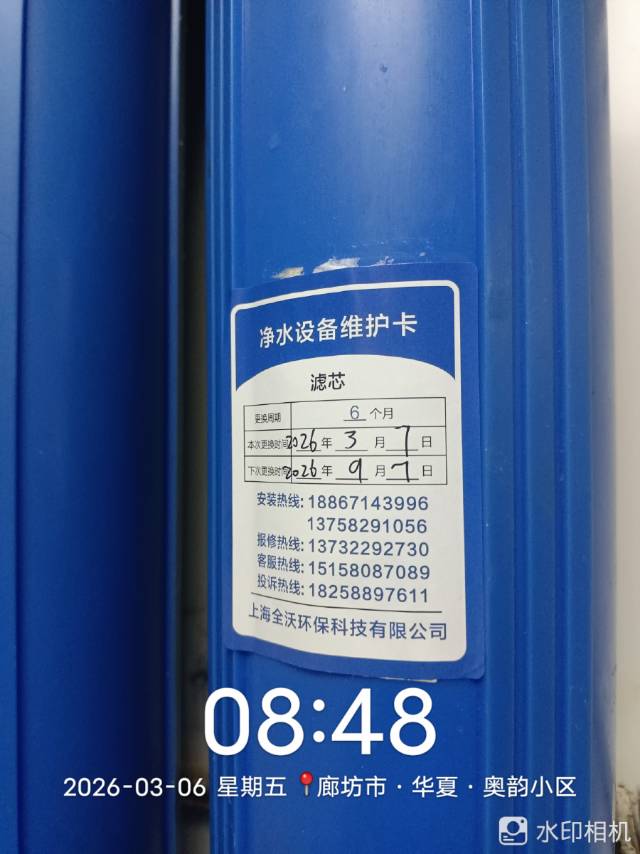 净水设备维护卡
滤芯
更换周期 6 个月
本次更换时间 2026 年 3 月 7 日
下次更换时间 2026 年 9 月 7 日
安装热线: 18867143996
13758291056
报修热线: 13732292730
客服热线: 15158087089
投诉热线: 18258897611
上海全沃环保科技有限公司
08:48
2026-03-06 星期五 廊坊市·华夏·奥韵小区
水印相机